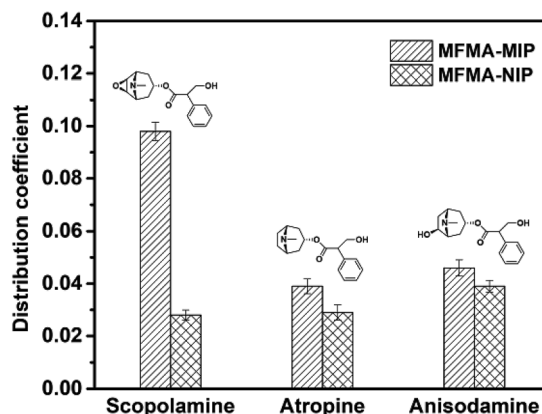 0.14
0.12
0.10
0.08
0.06
0.04
0.02
0.00
Distribution coefficient
MFMA-MIP
MFMA-NIP
O
N
O
O
OH
N
O
O
OH
HO
N
O
O
OH
Scopolamine Atropine Anisodamine